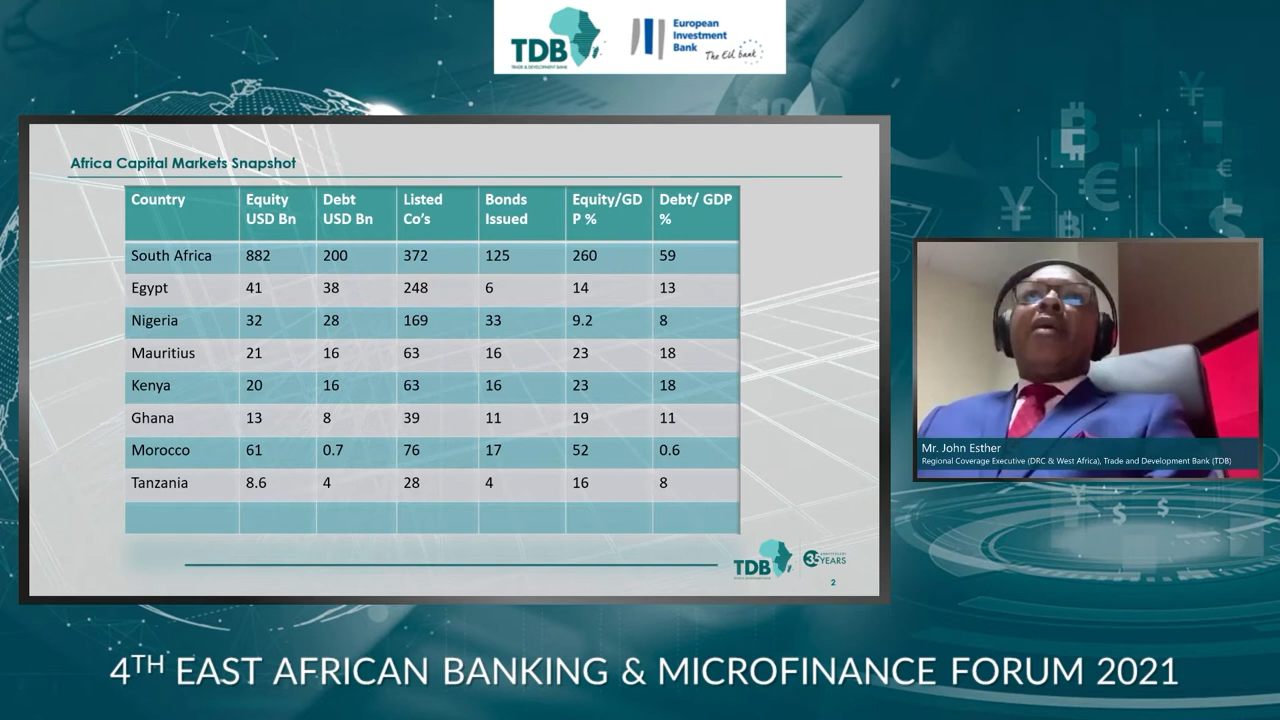 TDB
TRADE & DEVELOPMENT BANK
European
Investment
Bank
The EU bank
Africa Capital Markets Snapshot
Country Equity USD Bn Debt USD Bn Listed Co's Bonds Issued Equity/GD P % Debt/ GDP %
South Africa 882 200 372 125 260 59
Egypt 41 38 248 6 14 13
Nigeria 32 28 169 33 9.2 8
Mauritius 21 16 63 16 23 18
Kenya 20 16 63 16 23 18
Ghana 13 8 39 11 19 11
Morocco 61 0.7 76 17 52 0.6
Tanzania 8.6 4 28 4 16 8
TDB
35 YEARS
2
Mr. John Esther
Regional Coverage Executive (DRC & West Africa), Trade and Development Bank (TDB)
4TH EAST AFRICAN BANKING & MICROFINANCE FORUM 2021